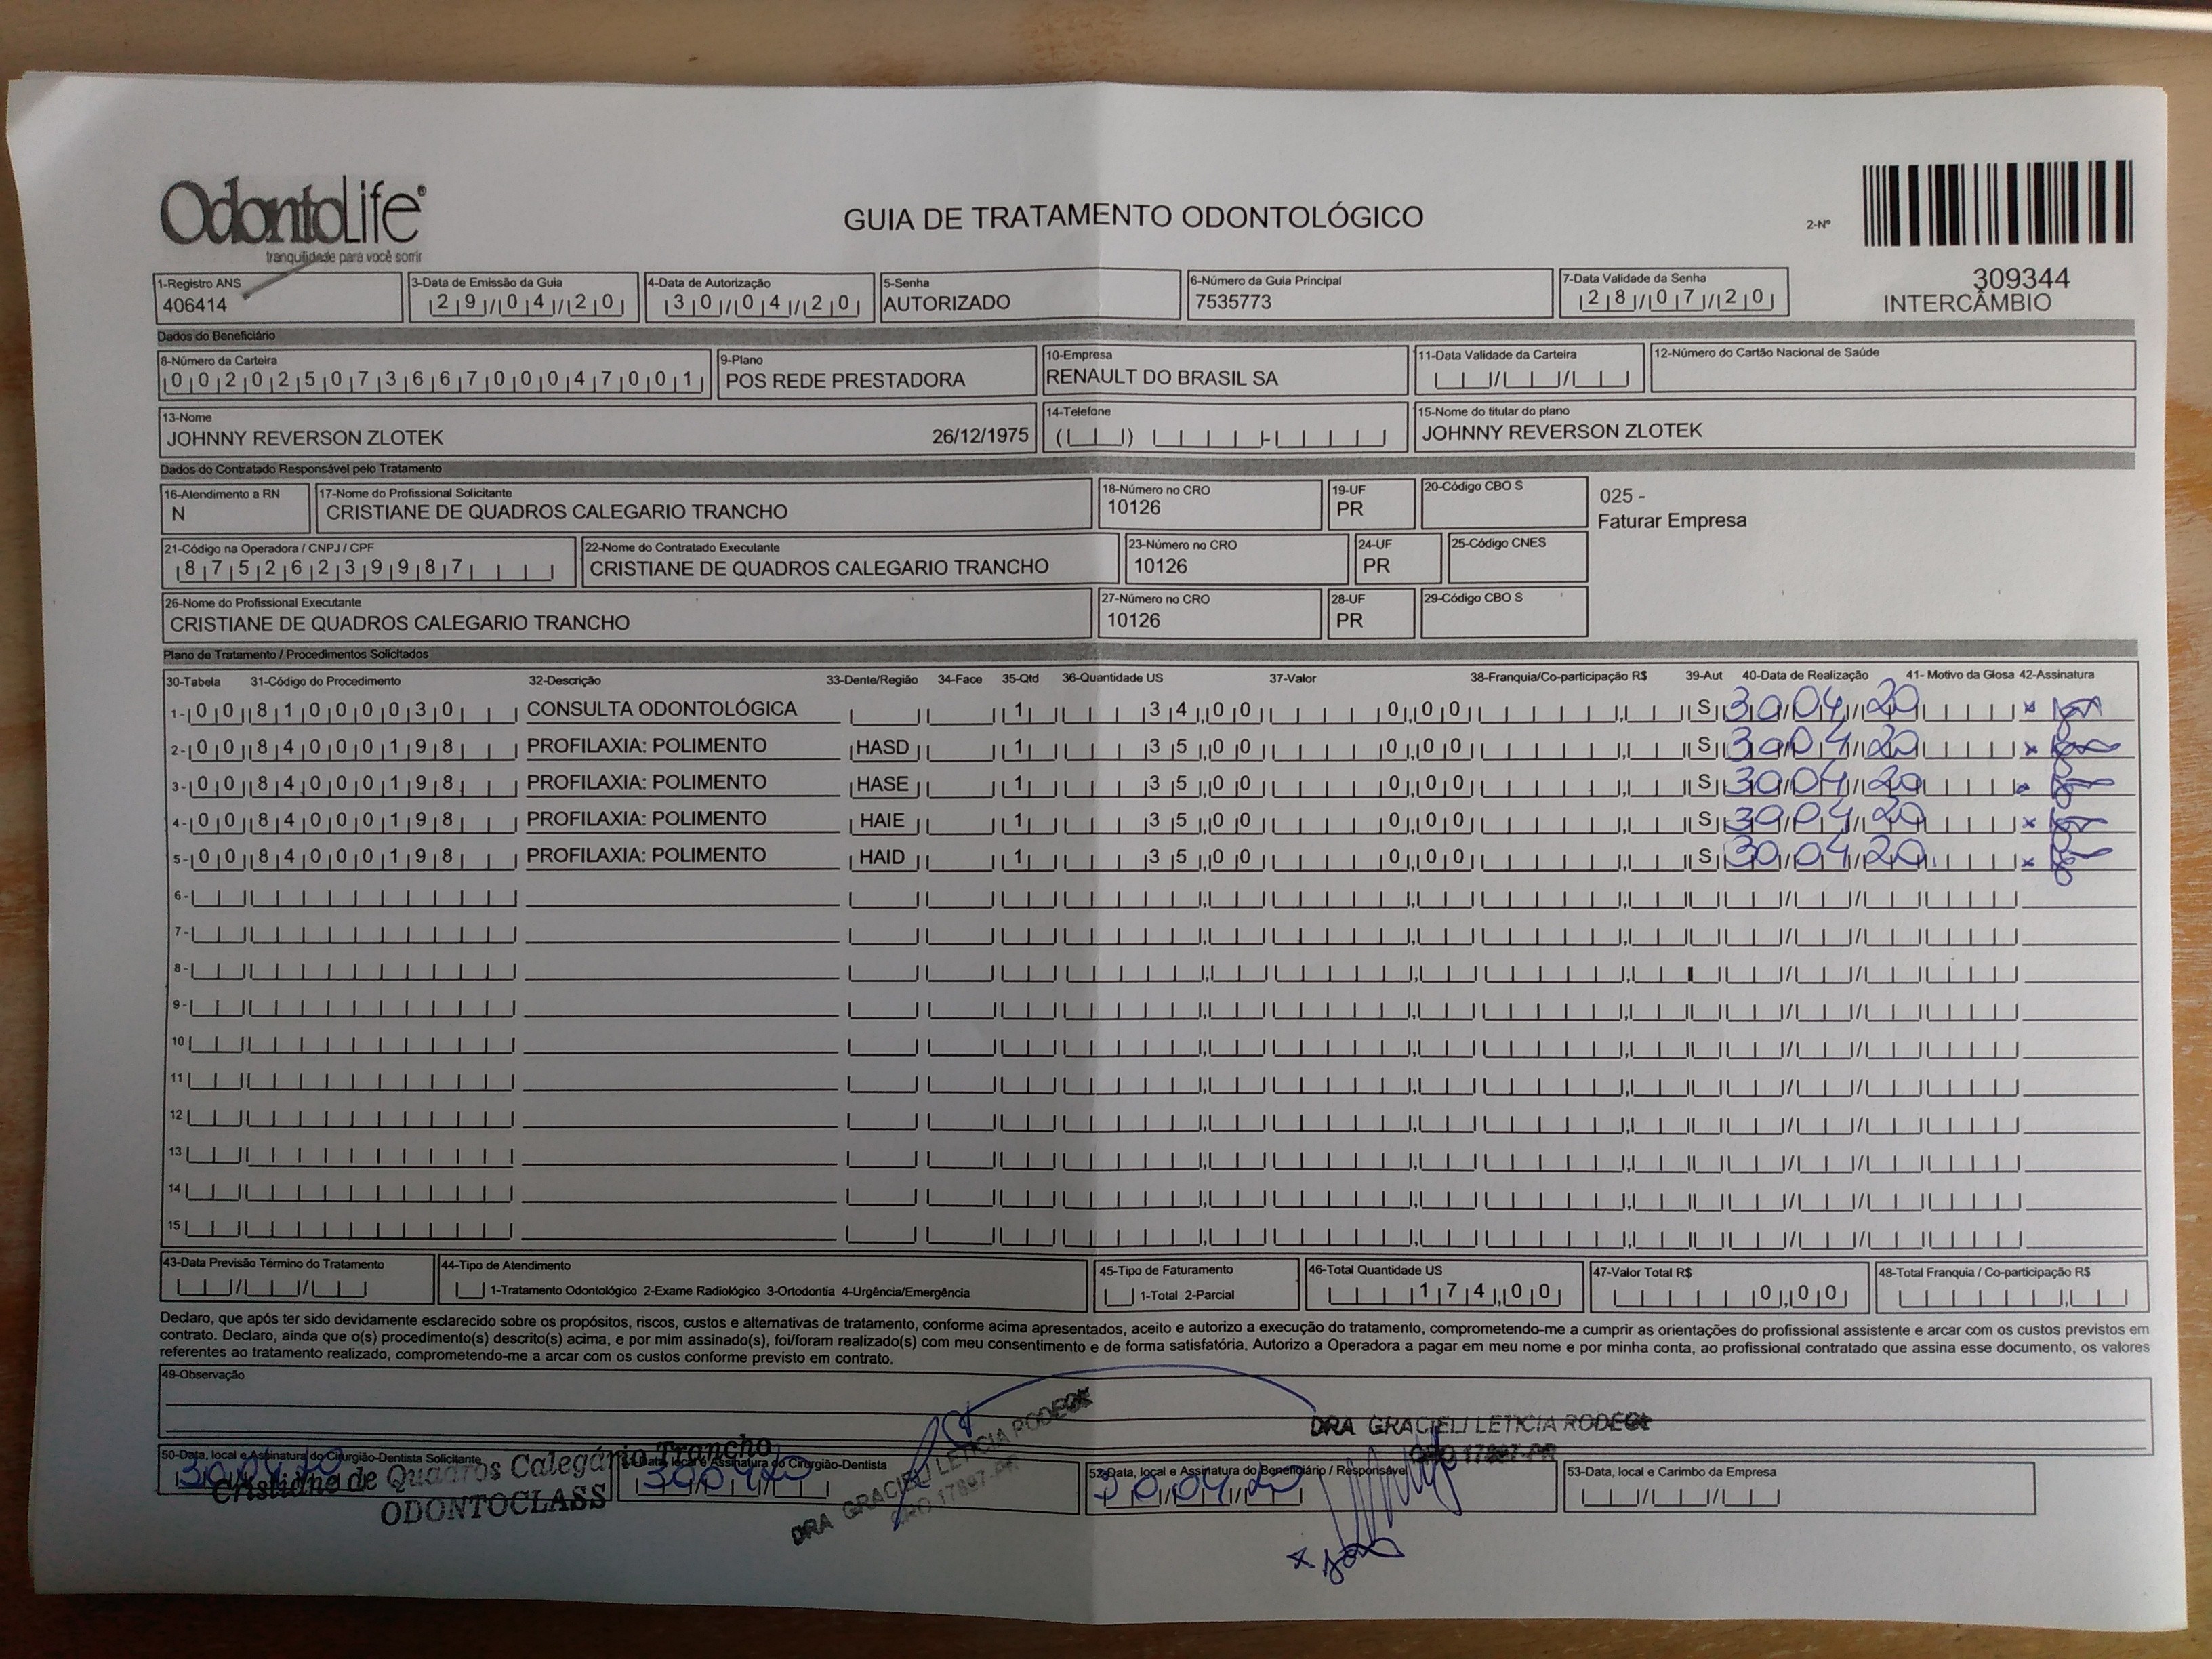 OdontoLife®
tranquilidade para você sorrir
GUIA DE TRATAMENTO ODONTOLÓGICO
2-Nº
309344
INTERCÂMBIO
1-Registro ANS
406414
3-Data de Emissão da Guia
29/04/20
4-Data de Autorização
30/04/20
5-Senha
AUTORIZADO
6-Número da Guia Principal
7535773
7-Data Validade da Senha
28/07/20
Dados do Beneficiário
8-Número da Carteira
00202507366700047001
9-Plano
POS REDE PRESTADORA
10-Empresa
RENAULT DO BRASIL SA
11-Data Validade da Carteira
12-Número do Cartão Nacional de Saúde
13-Nome
JOHNNY REVERSON ZLOTEK 26/12/1975
14-Telefone
15-Nome do titular do plano
JOHNNY REVERSON ZLOTEK
Dados do Contratado Responsável pelo Tratamento
16-Atendimento a RN
N
17-Nome do Profissional Solicitante
CRISTIANE DE QUADROS CALEGARIO TRANCHO
18-Número no CRO
10126
19-UF
PR
20-Código CBO S
025 -
Faturar Empresa
21-Código na Operadora / CNPJ / CPF
87526239987
22-Nome do Contratado Executante
CRISTIANE DE QUADROS CALEGARIO TRANCHO
23-Número no CRO
10126
24-UF
PR
25-Código CNES
26-Nome do Profissional Executante
CRISTIANE DE QUADROS CALEGARIO TRANCHO
27-Número no CRO
10126
28-UF
PR
29-Código CBO S
Plano de Tratamento / Procedimentos Solicitados
30-Tabela 31-Código do Procedimento 32-Descrição 33-Dente/Região 34-Face 35-Qtd 36-Quantidade US 37-Valor 38-Franquia/Co-participação R$ 39-Aut 40-Data de Realização 41- Motivo da Glosa 42-Assinatura
1- 00 81000030 CONSULTA ODONTOLÓGICA 1 34,00 0,00 S 30/04/20
2- 00 84000198 PROFILAXIA: POLIMENTO HASD 1 35,00 0,00 S 30/04/20
3- 00 84000198 PROFILAXIA: POLIMENTO HASE 1 35,00 0,00 S 30/04/20
4- 00 84000198 PROFILAXIA: POLIMENTO HAIE 1 35,00 0,00 S 30/04/20
5- 00 84000198 PROFILAXIA: POLIMENTO HAID 1 35,00 0,00 S 30/04/20
6-
7-
8-
9-
10
11
12
13
14
15
43-Data Previsão Término do Tratamento
44-Tipo de Atendimento
1-Tratamento Odontológico 2-Exame Radiológico 3-Ortodontia 4-Urgência/Emergência
45-Tipo de Faturamento
1-Total 2-Parcial
46-Total Quantidade US
174,00
47-Valor Total R$
0,00
48-Total Franquia / Co-participação R$
Declaro, que após ter sido devidamente esclarecido sobre os propósitos, riscos, custos e alternativas de tratamento, conforme acima apresentados, aceito e autorizo a execução do tratamento, comprometendo-me a cumprir as orientações do profissional assistente e arcar com os custos previstos em
contrato. Declaro, ainda que o(s) procedimento(s) descrito(s) acima, e por mim assinado(s), foi/foram realizado(s) com meu consentimento e de forma satisfatória. Autorizo a Operadora a pagar em meu nome e por minha conta, ao profissional contratado que assina esse documento, os valores
referentes ao tratamento realizado, comprometendo-me a arcar com os custos conforme previsto em contrato.
49-Observação
50-Data, local e Assinatura do Cirurgião-Dentista Solicitante
30/04/20
Cristiane de Quadros Calegário Trancho
ODONTOCLASS
Data, local e Assinatura do Cirurgião-Dentista
30/04/20
DRA GRACIELI LETICIA RODEGE
CRO 17897-PR
52-Data, local e Assinatura do Beneficiário / Responsável
30/04/20
DRA GRACIELI LETICIA RODEGE
CRO 17897-PR
53-Data, local e Carimbo da Empresa